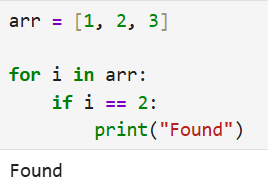 arr = [1, 2, 3]
for i in arr:
    if i == 2:
        print("Found")
Found